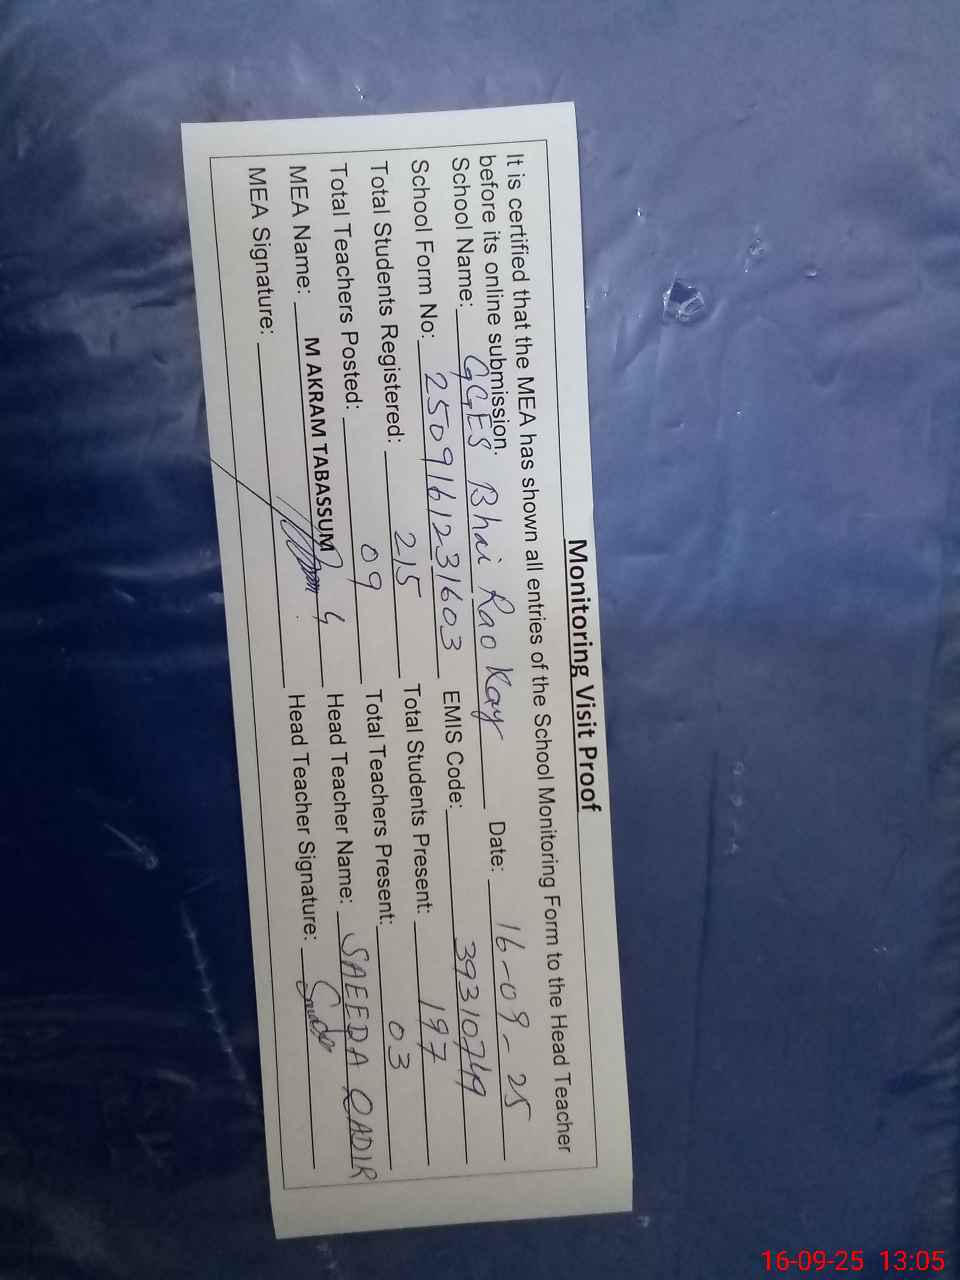 Monitoring Visit Proof
It is certified that the MEA has shown all entries of the School Monitoring Form to the Head Teacher
before its online submission.
School Name: GGES Bhai Rao Kay Date: 16-09-25
School Form No: 2509161231603 EMIS Code: 39310749
Total Students Registered: 215 Total Students Present: 197
Total Teachers Posted: 09 Total Teachers Present: 03
MEA Name: M AKRAM TABASSUM Head Teacher Name: SAEEDA QADIR
MEA Signature: Head Teacher Signature:
16-09-25 13:05